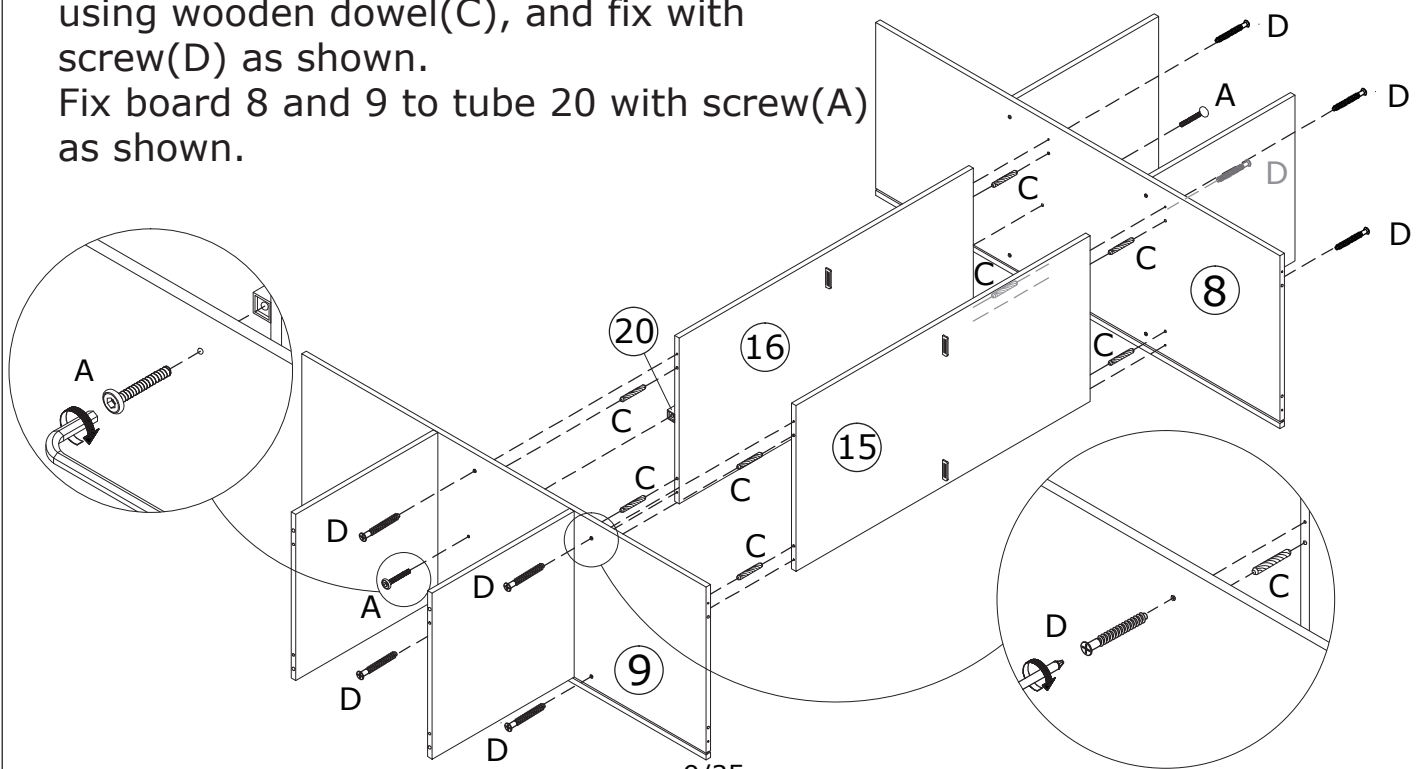 using wooden dowel(C), and fix with
screw(D) as shown.
Fix board 8 and 9 to tube 20 with screw(A)
as shown.
D
A
D
D
D
C
C
C
C
8
16
20
15
A
C
C
C
C
D
A
D
D
D
9
D
C